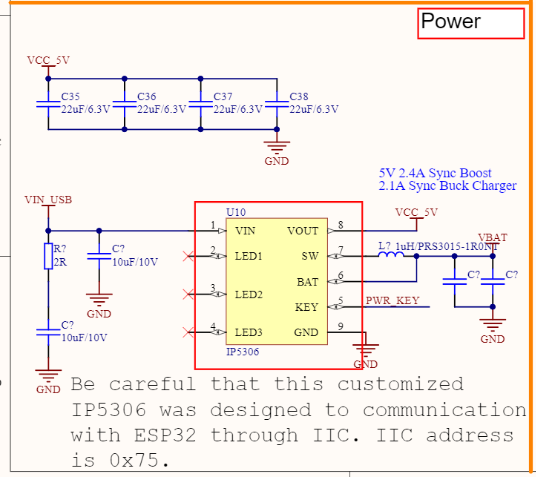 Power
VCC_5V
C35 C36 C37 C38
22uF/6.3V 22uF/6.3V 22uF/6.3V 22uF/6.3V
GND
5V 2.4A Sync Boost
2.1A Sync Buck Charger
VIN_USB
U10
VCC_5V
1 VIN VOUT 8
R?
2R
C?
10uF/10V
2 LED1 SW 7
L? 1uH/PRS3015-1R0N
VBAT
BAT 6
C? C?
3 LED2
KEY 5 PWR_KEY
GND
C?
10uF/10V
4 LED3 GND 9
IP5306
GND
GND
GND
Be careful that this customized
IP5306 was designed to communication
with ESP32 through IIC. IIC address
is 0x75.